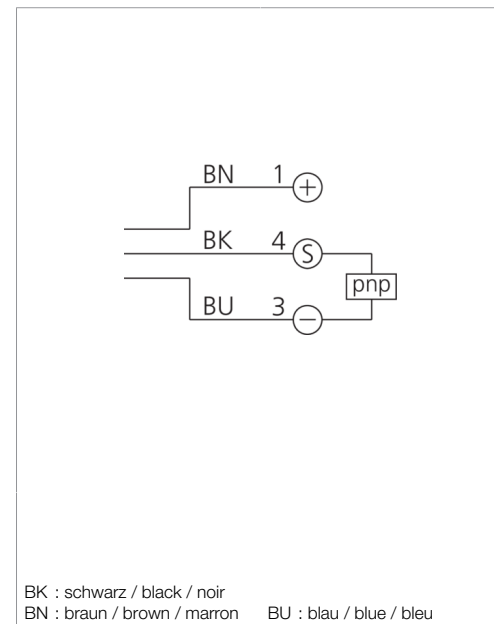 BN 1 +
BK 4 S
pnp
BU 3 −
BK : schwarz / black / noir
BN : braun / brown / marron BU : blau / blue / bleu